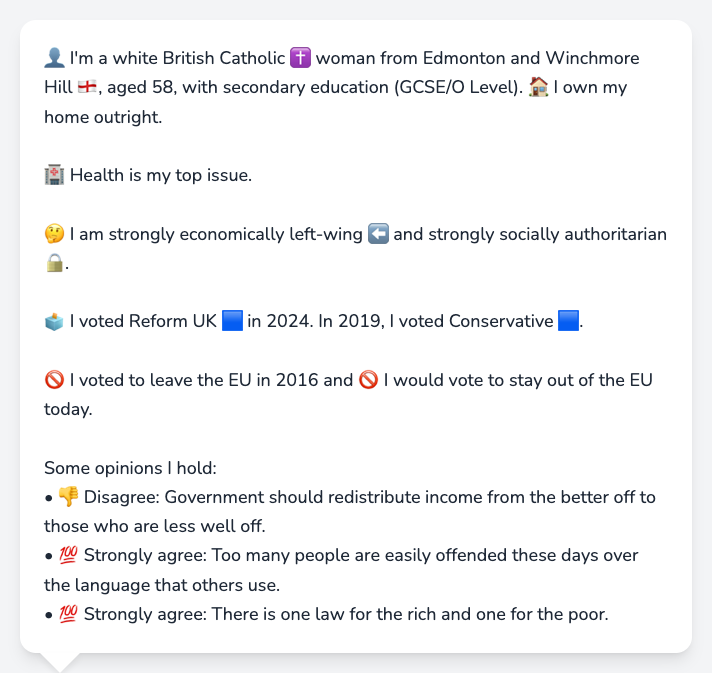 👤 I'm a white British Catholic ✝️ woman from Edmonton and Winchmore
Hill 🏴󠁧󠁢󠁥󠁮󠁧󠁿, aged 58, with secondary education (GCSE/O Level). 🏠 I own my
home outright.
🏥 Health is my top issue.
🤔 I am strongly economically left-wing ⬅️ and strongly socially authoritarian
🔒.
🗳️ I voted Reform UK 🟦 in 2024. In 2019, I voted Conservative 🟦.
🚫 I voted to leave the EU in 2016 and 🚫 I would vote to stay out of the EU
today.
Some opinions I hold:
• 👎 Disagree: Government should redistribute income from the better off to
those who are less well off.
• 💯 Strongly agree: Too many people are easily offended these days over
the language that others use.
• 💯 Strongly agree: There is one law for the rich and one for the poor.